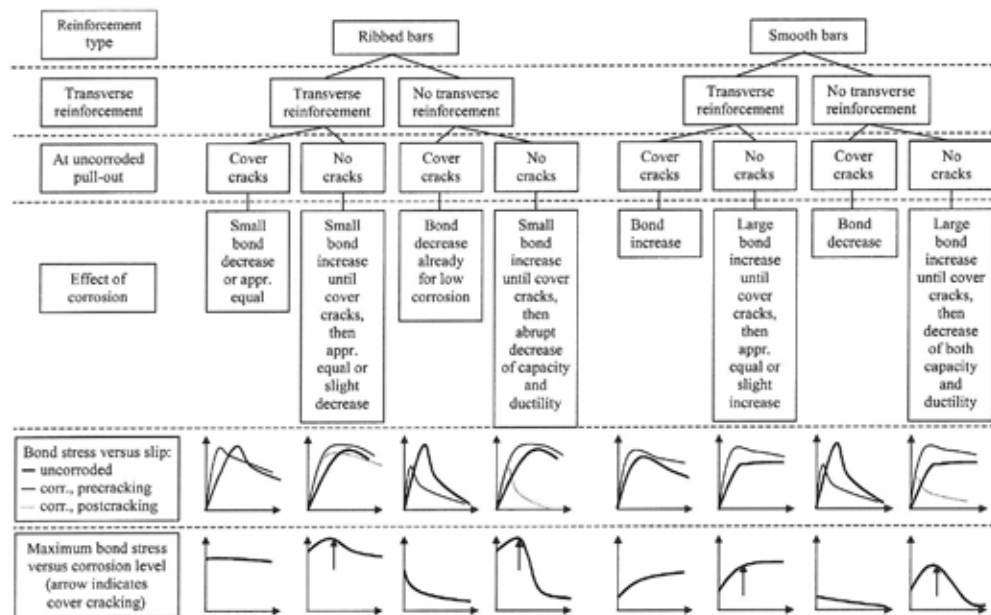 Reinforcement
type
Ribbed bars
Smooth bars
Transverse
reinforcement
Transverse
reinforcement
No transverse
reinforcement
Transverse
reinforcement
No transverse
reinforcement
At uncorroded
pull-out
Cover
cracks
No
cracks
Cover
cracks
No
cracks
Cover
cracks
No
cracks
Cover
cracks
No
cracks
Effect of
corrosion
Small
bond
decrease
or appr.
equal
Small
bond
increase
until
cover
cracks,
then
appr.
equal or
slight
decrease
Bond
decrease
already
for low
corrosion
Small
bond
increase
until cover
cracks,
then
abrupt
decrease
of capacity
and
ductility
Bond
increase
Large
bond
increase
until
cover
cracks,
then
appr.
equal or
slight
increase
Bond
decrease
Large
bond
increase
until cover
cracks,
then
decrease
of both
capacity
and
ductility
Bond stress versus slip:
uncorroded
corr., precracking
corr., postcracking
Maximum bond stress
versus corrosion level
(arrow indicates
cover cracking)